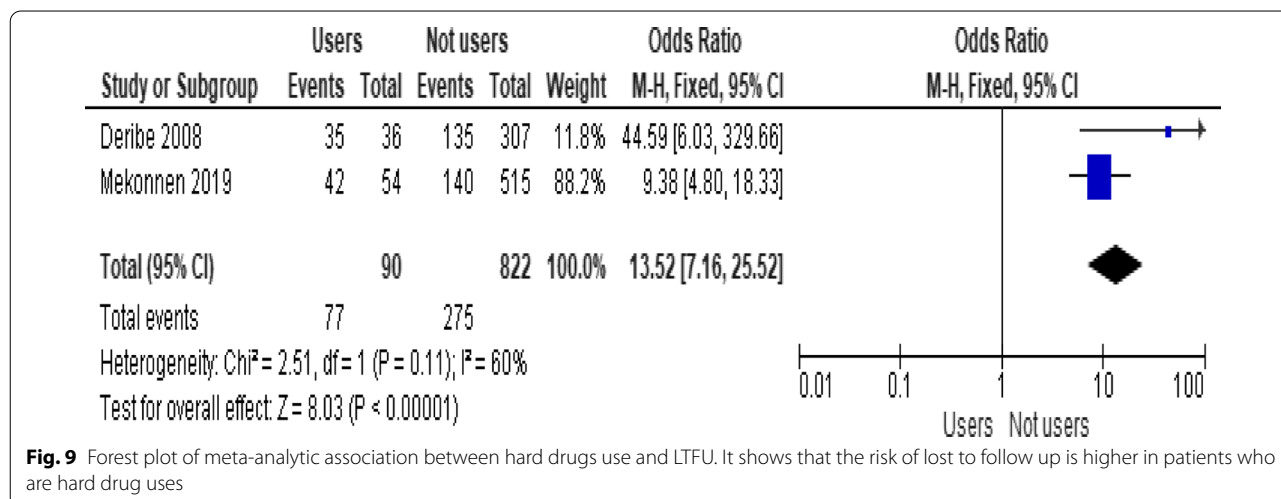 Users Not users Odds Ratio Odds Ratio
Study or Subgroup Events Total Events Total Weight M-H, Fixed, 95% CI M-H, Fixed, 95% CI
Deribe 2008 35 36 135 307 11.8% 44.59 [6.03, 329.66]
Mekonnen 2019 42 54 140 515 88.2% 9.38 [4.80, 18.33]
Total (95% CI) 90 822 100.0% 13.52 [7.16, 25.52]
Total events 77 275
Heterogeneity: Chi² = 2.51, df = 1 (P = 0.11); I² = 60%
Test for overall effect: Z = 8.03 (P < 0.00001)
0.01 0.1 1 10 100
Users Not users
Fig. 9 Forest plot of meta-analytic association between hard drugs use and LTFU. It shows that the risk of lost to follow up is higher in patients who
are hard drug uses